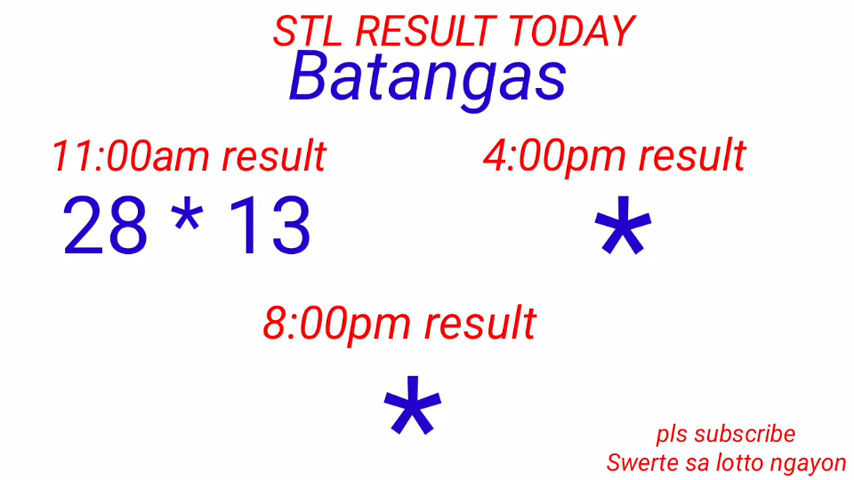 STL RESULT TODAY
Batangas
11:00am result
28 * 13
4:00pm result
*
8:00pm result
*
pls subscribe
Swerte sa lotto ngayon